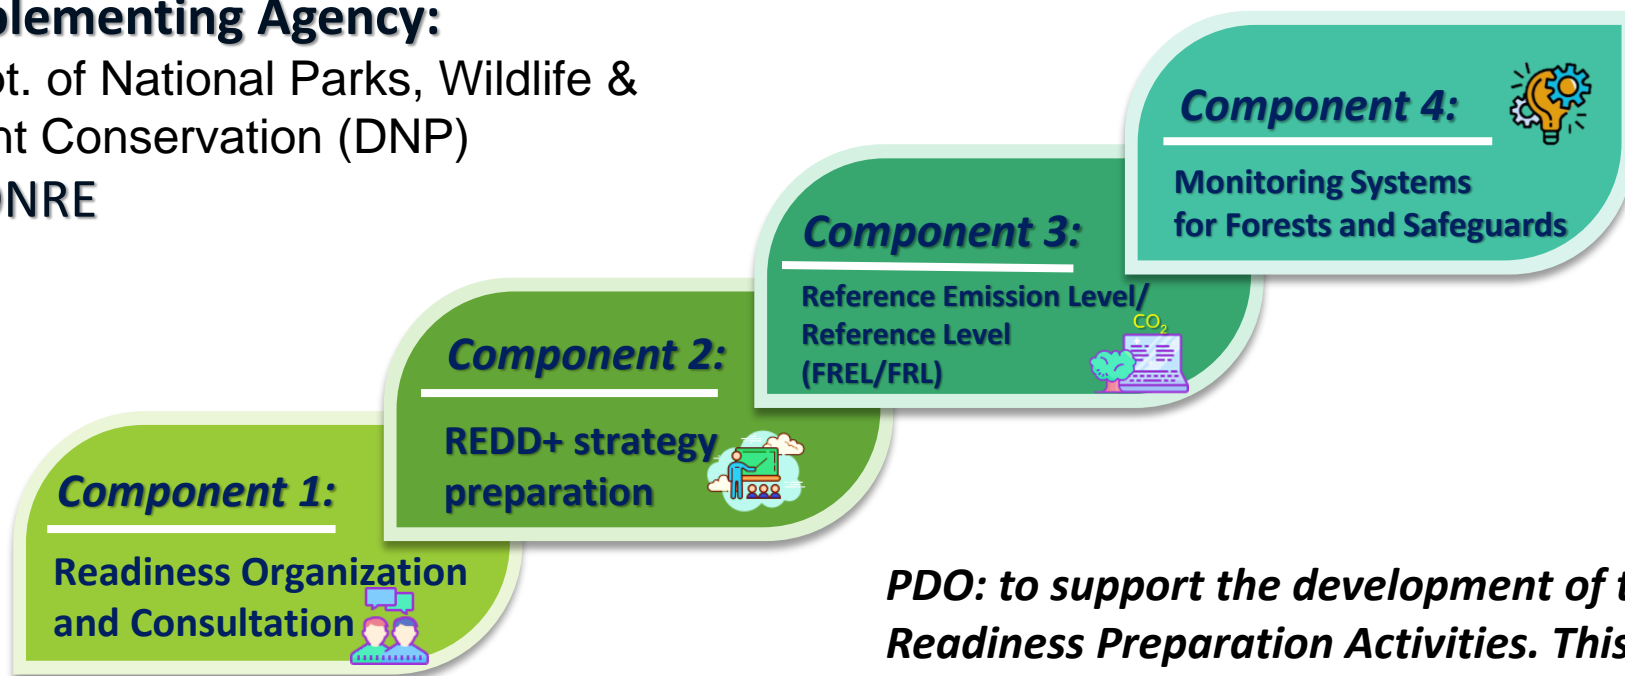 plementing Agency:
ot. of National Parks, Wildlife &
nt Conservation (DNP)
ONRE
Component 4:
Monitoring Systems
for Forests and Safeguards
Component 3:
Reference Emission Level/
Reference Level
(FREL/FRL)
CO₂
Component 2:
REDD+ strategy
preparation
Component 1:
Readiness Organization
and Consultation
PDO: to support the development of t
Readiness Preparation Activities. This